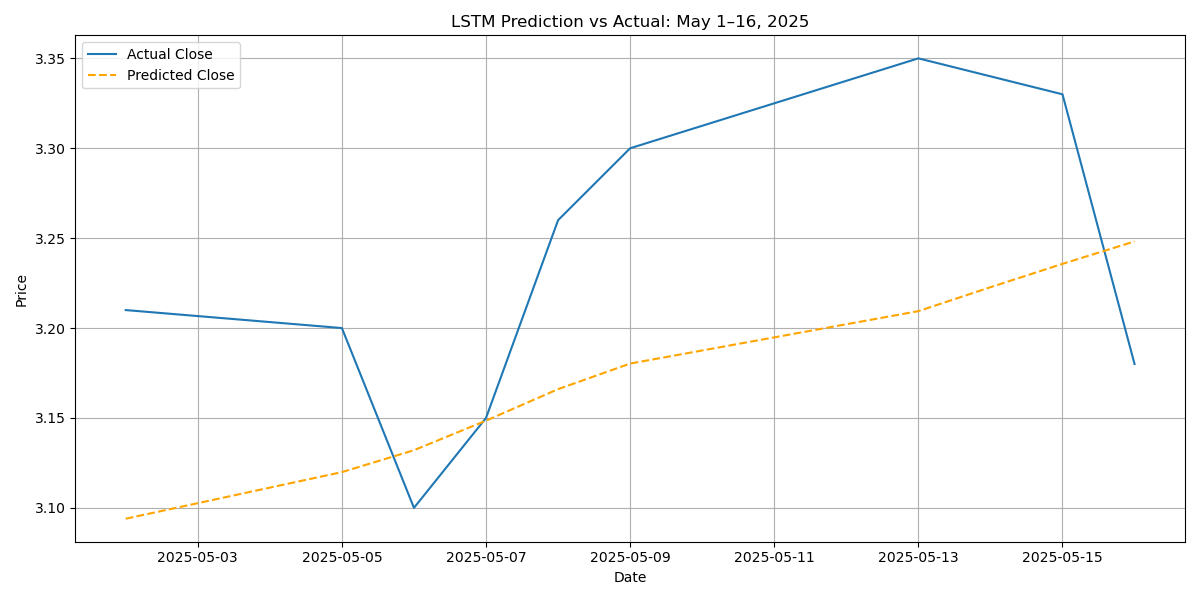 LSTM Prediction vs Actual: May 1–16, 2025
Actual Close
Predicted Close
Price
3.35
3.30
3.25
3.20
3.15
3.10
2025-05-03
2025-05-05
2025-05-07
2025-05-09
2025-05-11
2025-05-13
2025-05-15
Date